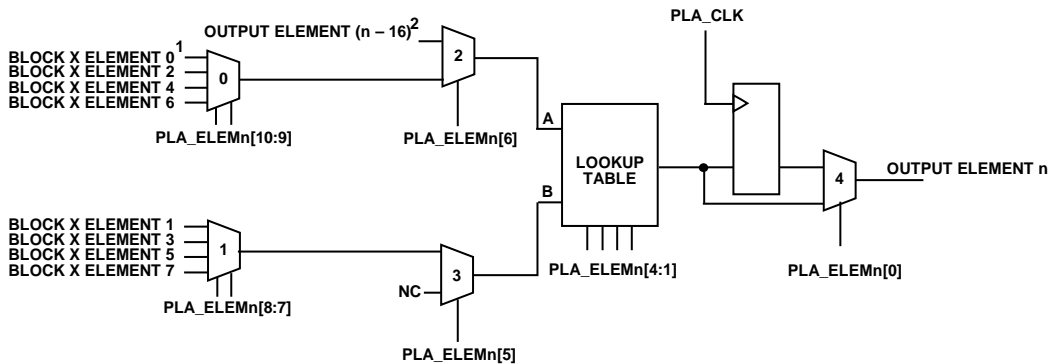 PLA_CLK
OUTPUT ELEMENT (n – 16)2
BLOCK X ELEMENT 01
BLOCK X ELEMENT 2
BLOCK X ELEMENT 4
BLOCK X ELEMENT 6
0
2
PLA_ELEMn[10:9]
PLA_ELEMn[6]
A
LOOKUP
TABLE
B
4
OUTPUT ELEMENT n
BLOCK X ELEMENT 1
BLOCK X ELEMENT 3
BLOCK X ELEMENT 5
BLOCK X ELEMENT 7
1
3
NC
PLA_ELEMn[4:1]
PLA_ELEMn[0]
PLA_ELEMn[8:7]
PLA_ELEMn[5]